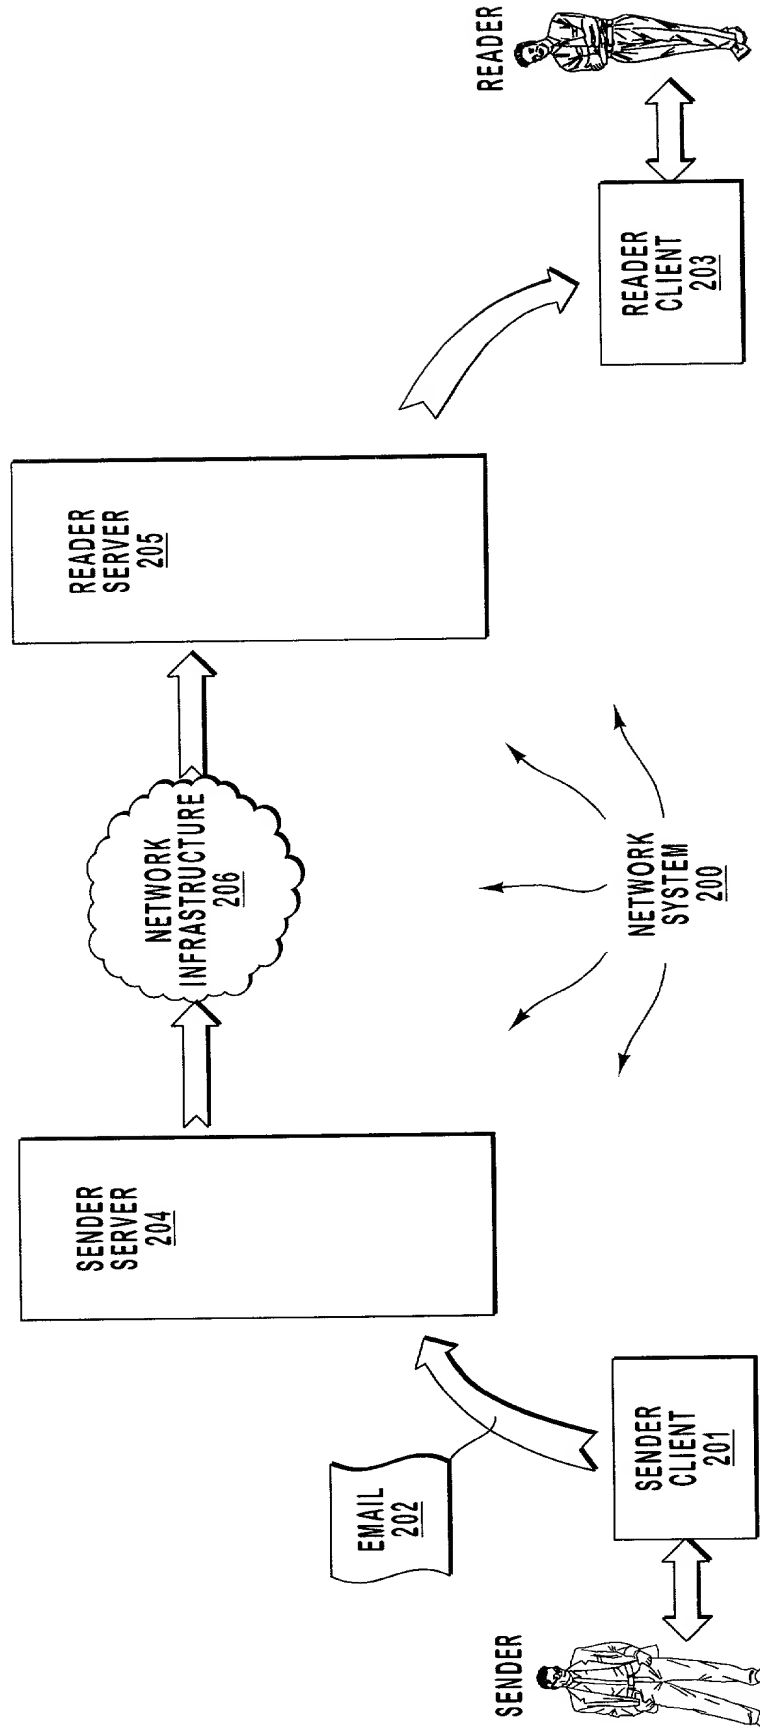 SENDER
SENDER
CLIENT
201
EMAIL
202
SENDER
SERVER
204
NETWORK
INFRASTRUCTURE
206
NETWORK
SYSTEM
200
READER
SERVER
205
READER
CLIENT
203
READER